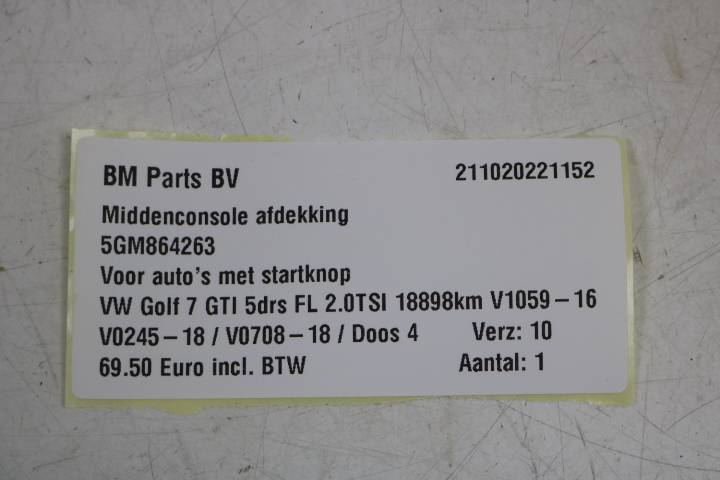 BM Parts BV 211020221152
Middenconsole afdekking
5GM864263
Voor auto's met startknop
VW Golf 7 GTI 5drs FL 2.0TSI 18898km V1059-16
V0245-18 / V0708-18 / Doos 4 Verz: 10
69.50 Euro incl. BTW Aantal: 1